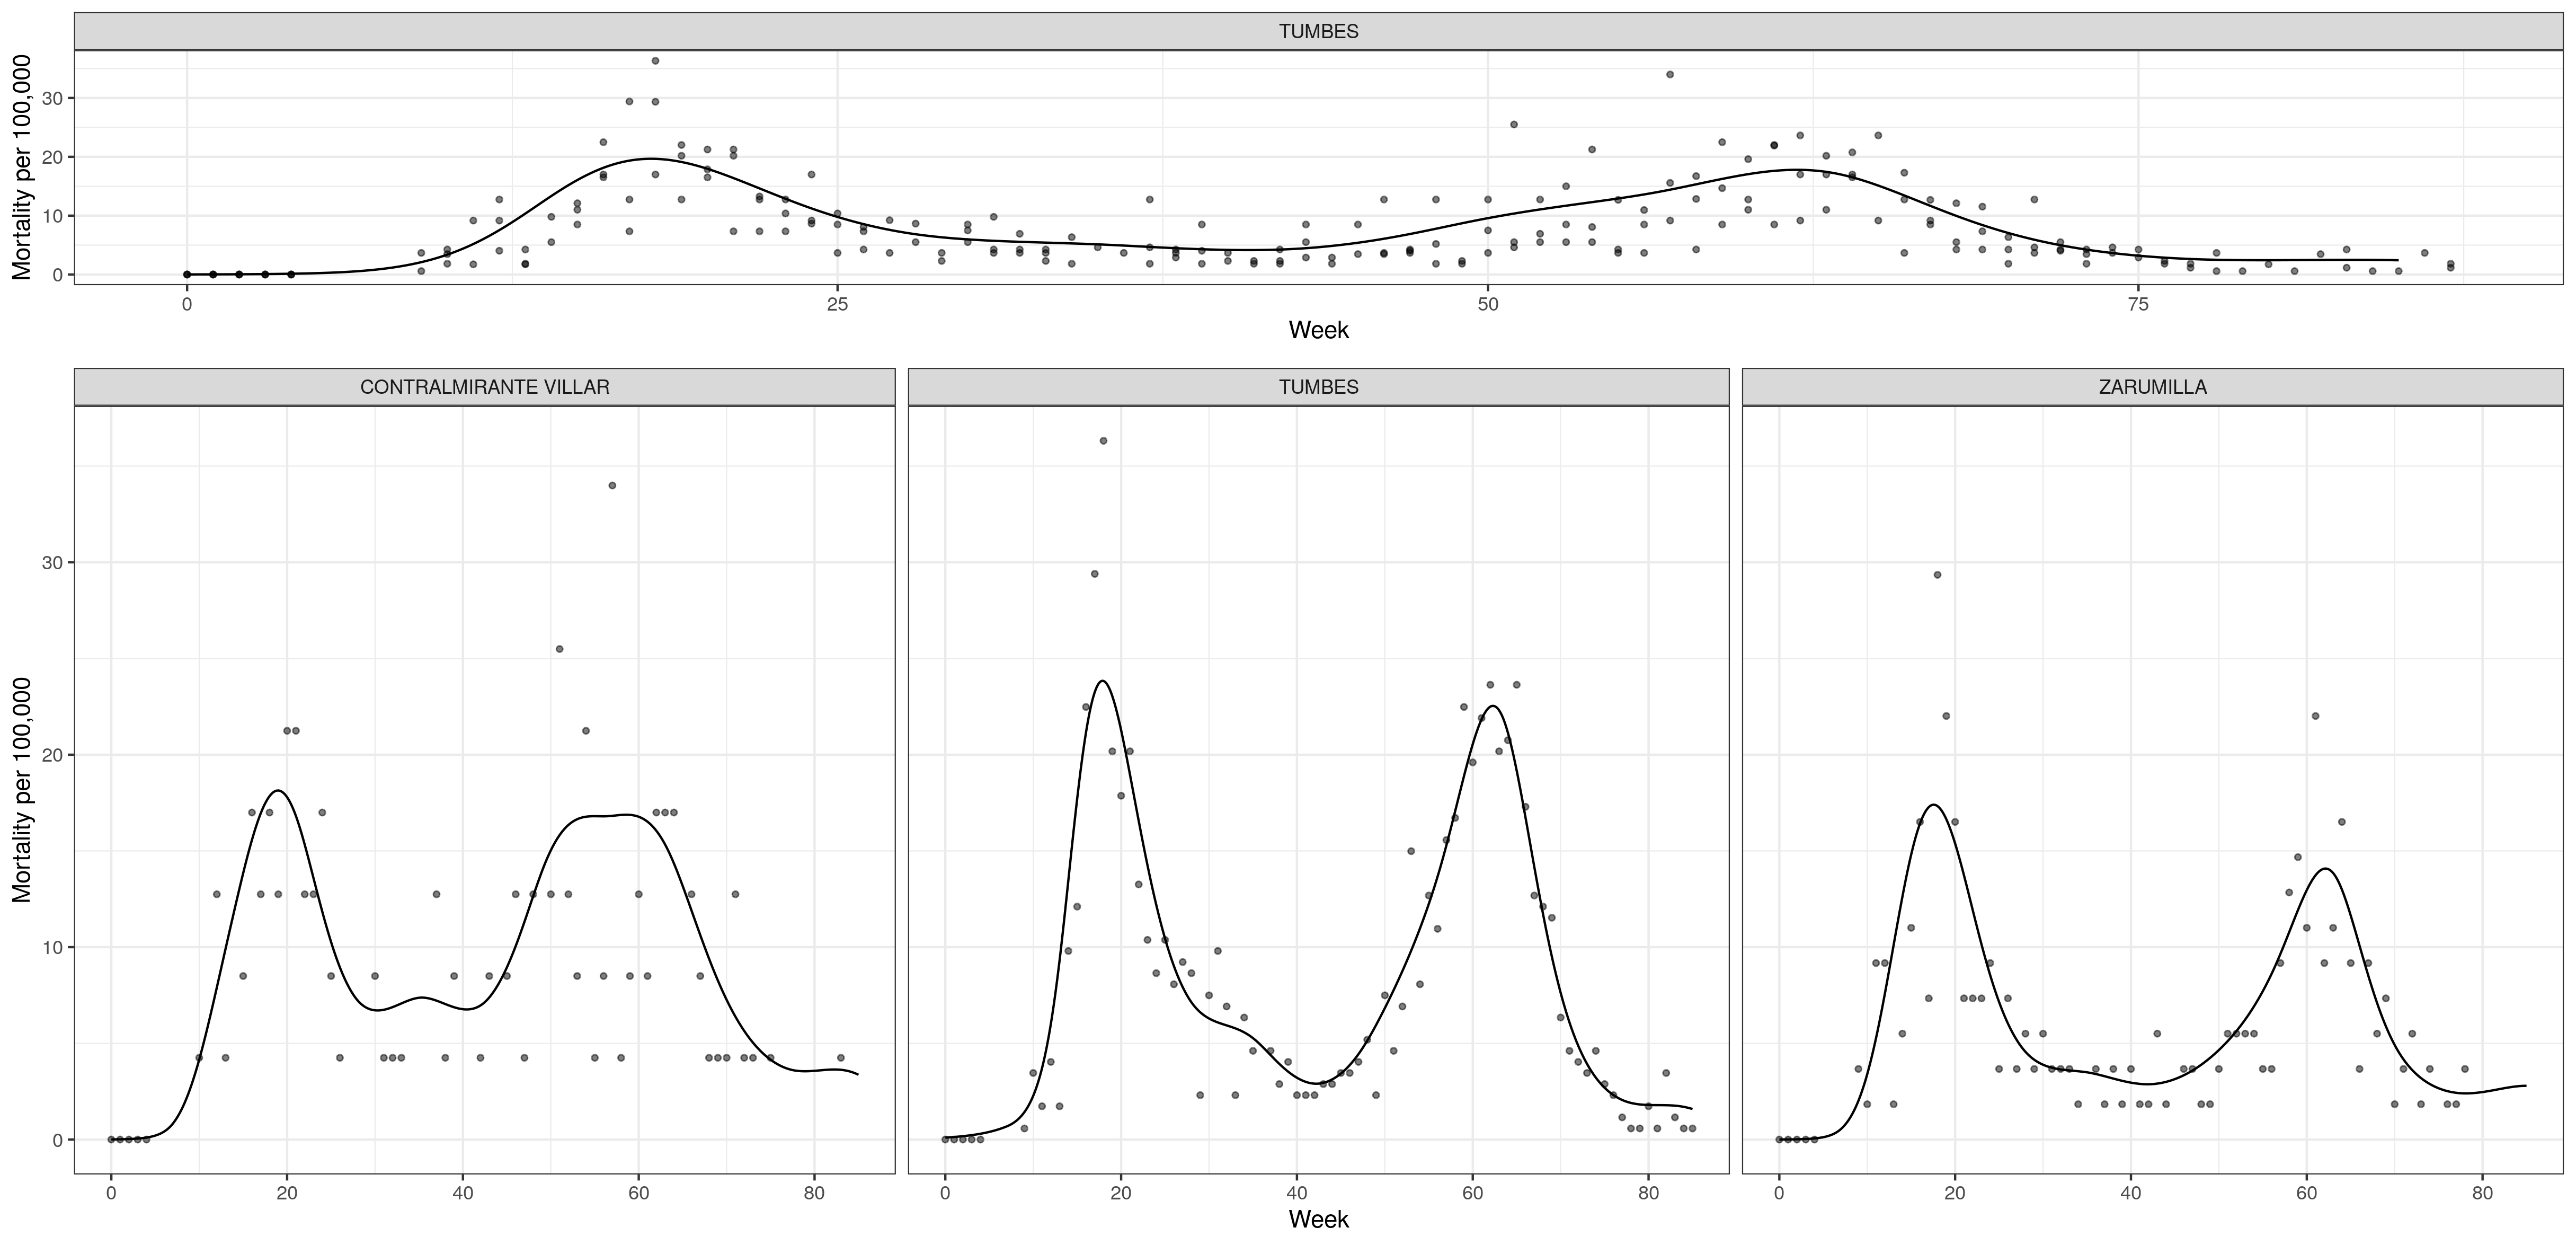 TUMBES
Mortality per 100,000
30
20
10
0
0 25 50 75
Week
CONTRALMIRANTE VILLAR TUMBES ZARUMILLA
Mortality per 100,000
30
20
10
0
0 20 40 60 80 0 20 40 60 80 0 20 40 60 80
Week